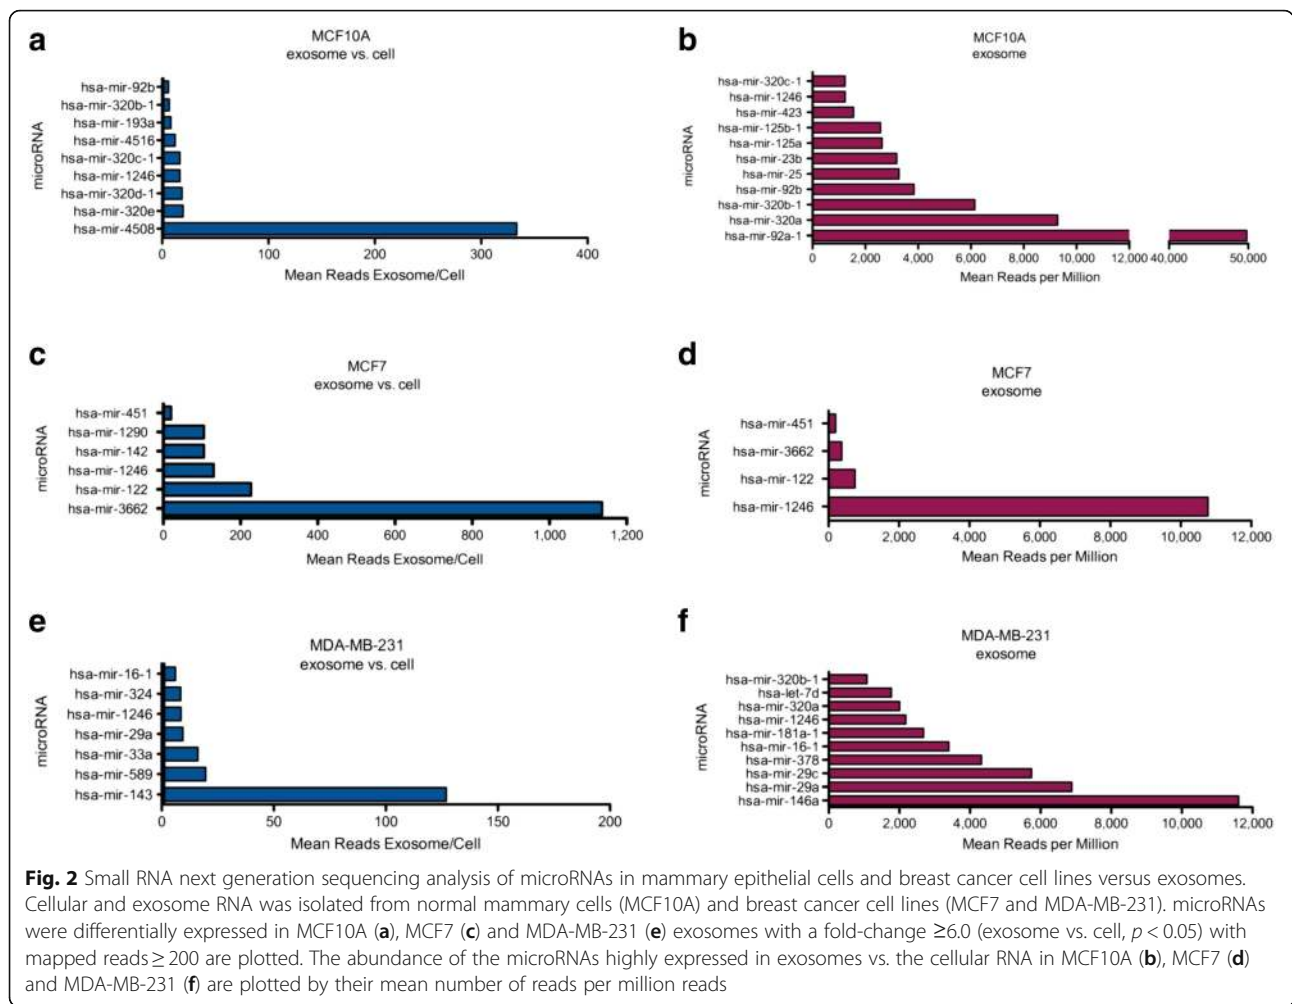 a
MCF10A
exosome vs. cell
microRNA
hsa-mir-92b
hsa-mir-320b-1
hsa-mir-193a
hsa-mir-4516
hsa-mir-320c-1
hsa-mir-1246
hsa-mir-320d-1
hsa-mir-320e
hsa-mir-4508
0 100 200 300 400
Mean Reads Exosome/Cell
b
MCF10A
exosome
microRNA
hsa-mir-320c-1
hsa-mir-1246
hsa-mir-423
hsa-mir-125b-1
hsa-mir-125a
hsa-mir-23b
hsa-mir-25
hsa-mir-92b
hsa-mir-320b-1
hsa-mir-320a
hsa-mir-92a-1
0 2,000 4,000 6,000 8,000 10,000 12,000 40,000 50,000
Mean Reads per Million
c
MCF7
exosome vs. cell
microRNA
hsa-mir-451
hsa-mir-1290
hsa-mir-142
hsa-mir-1246
hsa-mir-122
hsa-mir-3662
0 200 400 600 800 1,000 1,200
Mean Reads Exosome/Cell
d
MCF7
exosome
microRNA
hsa-mir-451
hsa-mir-3662
hsa-mir-122
hsa-mir-1246
0 2,000 4,000 6,000 8,000 10,000 12,000
Mean Reads per Million
e
MDA-MB-231
exosome vs. cell
microRNA
hsa-mir-16-1
hsa-mir-324
hsa-mir-1246
hsa-mir-29a
hsa-mir-33a
hsa-mir-589
hsa-mir-143
0 50 100 150 200
Mean Reads Exosome/Cell
f
MDA-MB-231
exosome
microRNA
hsa-mir-320b-1
hsa-let-7d
hsa-mir-320a
hsa-mir-1246
hsa-mir-181a-1
hsa-mir-16-1
hsa-mir-378
hsa-mir-29c
hsa-mir-29a
hsa-mir-146a
0 2,000 4,000 6,000 8,000 10,000 12,000
Mean Reads per Million
Fig. 2 Small RNA next generation sequencing analysis of microRNAs in mammary epithelial cells and breast cancer cell lines versus exosomes.
Cellular and exosome RNA was isolated from normal mammary cells (MCF10A) and breast cancer cell lines (MCF7 and MDA-MB-231). microRNAs
were differentially expressed in MCF10A (a), MCF7 (c) and MDA-MB-231 (e) exosomes with a fold-change ≥6.0 (exosome vs. cell, p < 0.05) with
mapped reads ≥ 200 are plotted. The abundance of the microRNAs highly expressed in exosomes vs. the cellular RNA in MCF10A (b), MCF7 (d)
and MDA-MB-231 (f) are plotted by their mean number of reads per million reads